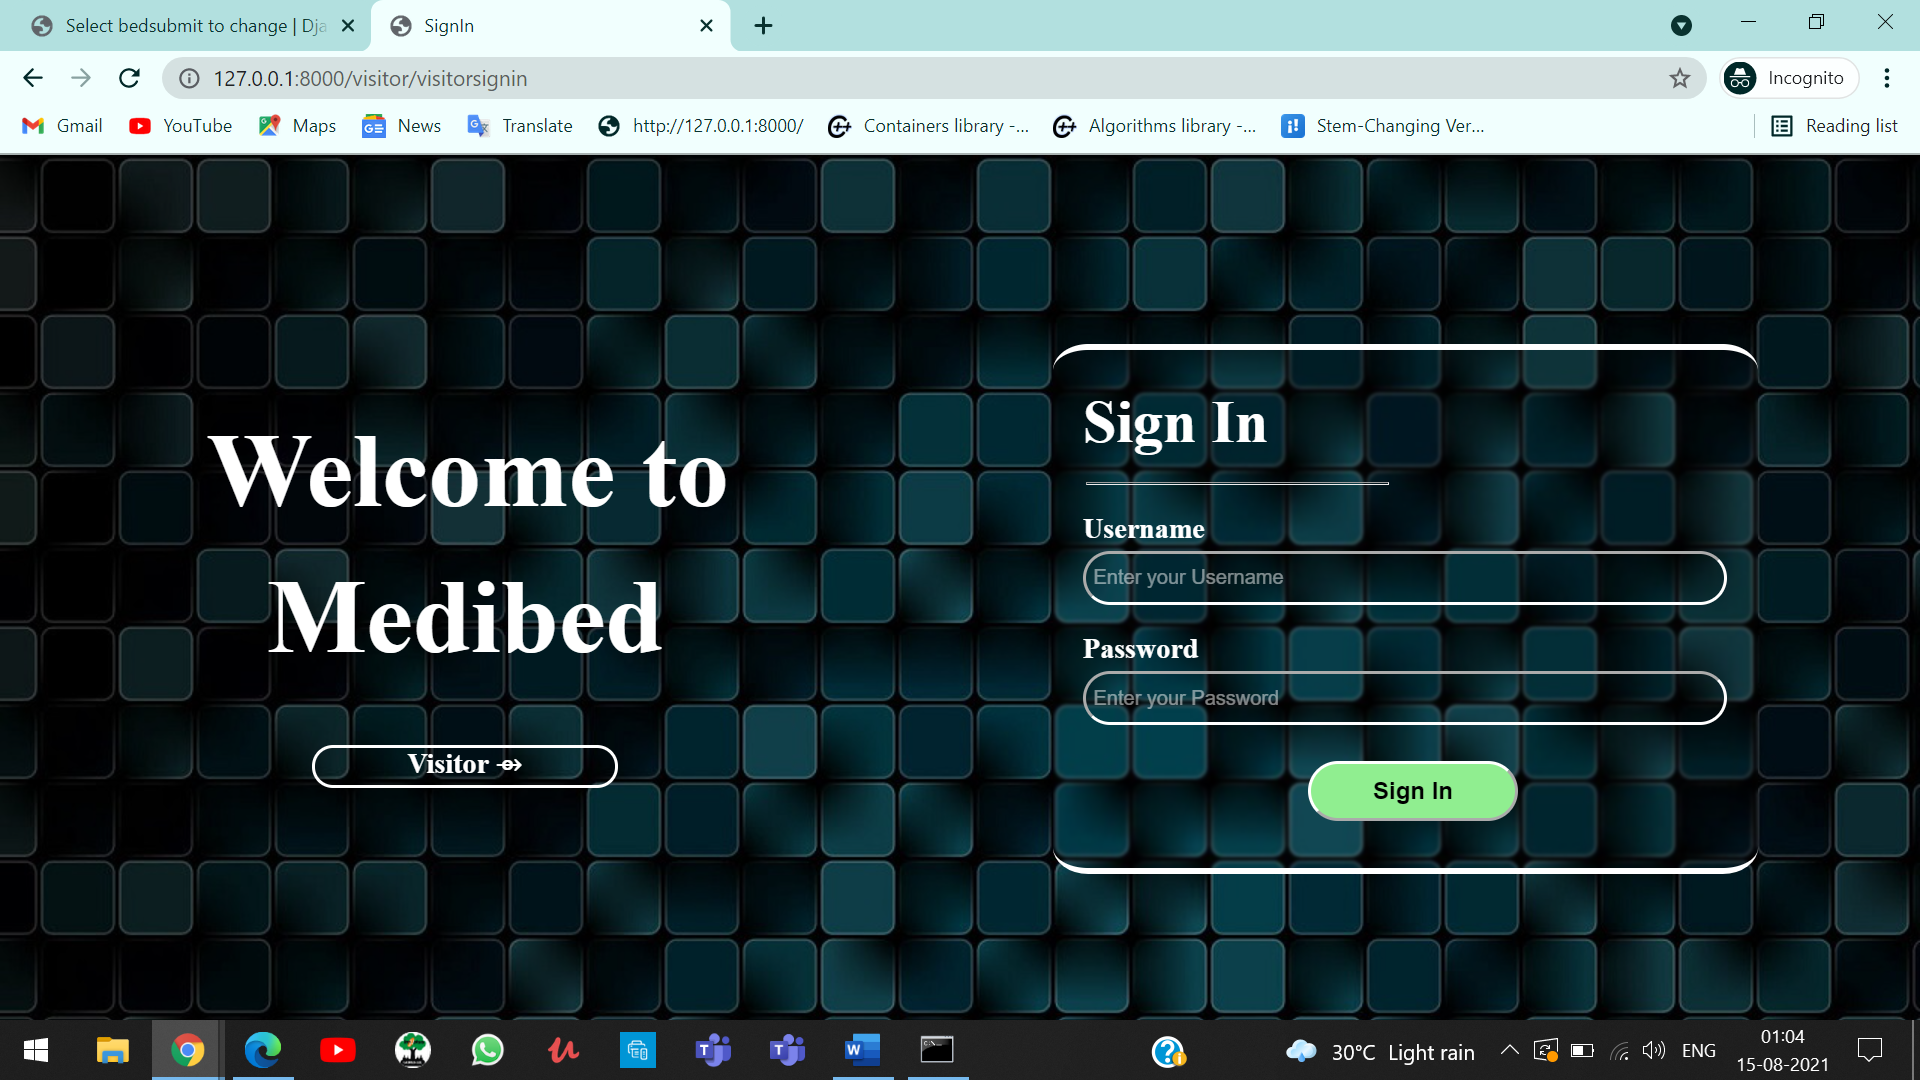 Select bedsubmit to change | Dja
SignIn
127.0.0.1:8000/visitor/visitorsignin
Incognito
Gmail
YouTube
Maps
News
Translate
http://127.0.0.1:8000/
Containers library -...
Algorithms library -...
Stem-Changing Ver...
Reading list
Welcome to
Medibed
Visitor ⇴
Sign In
Username
Enter your Username
Password
Enter your Password
Sign In
30°C Light rain
ENG
01:04
15-08-2021